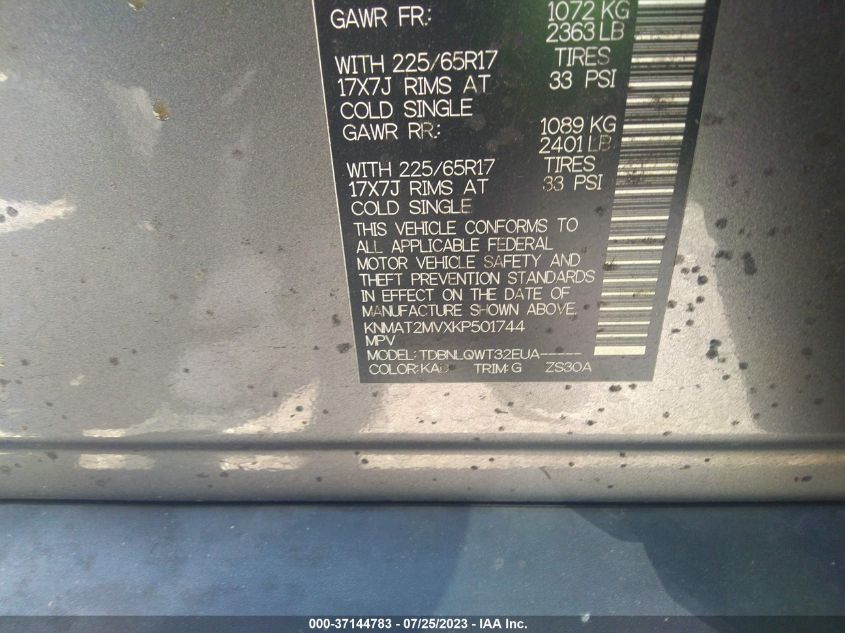 GAWR FR: 1072 KG
2363 LB
WITH 225/65R17 TIRES
17X7J RIMS AT 33 PSI
COLD SINGLE
GAWR RR: 1089 KG
2401 LB
WITH 225/65R17 TIRES
17X7J RIMS AT 33 PSI
COLD SINGLE
THIS VEHICLE CONFORMS TO
ALL APPLICABLE FEDERAL
MOTOR VEHICLE SAFETY AND
THEFT PREVENTION STANDARDS
IN EFFECT ON THE DATE OF
MANUFACTURE SHOWN ABOVE.
KNMAT2MVXKP501744
MPV
MODEL: TDBNLQWT32EUA-----
COLOR: TRIM:G ZS30A
000-37144783 - 07/25/2023 - IAA Inc.